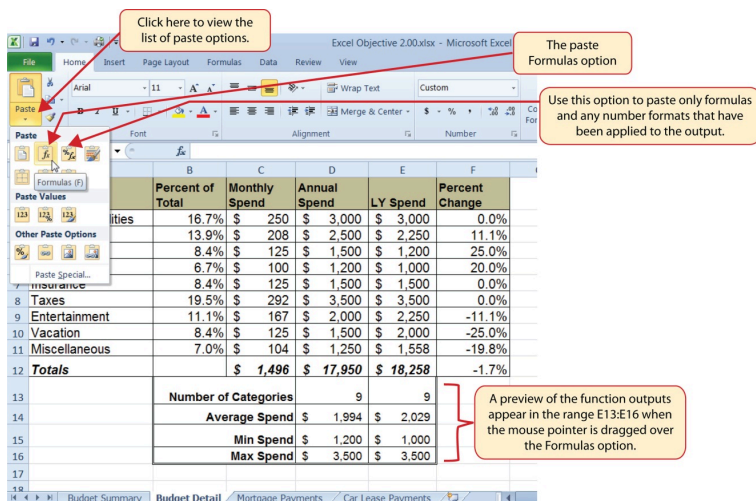 Click here to view the
list of paste options.
Excel Objective 2.00.xlsx - Microsoft Excel
The paste
Formulas option
File Home Insert Page Layout Formulas Data Review View
Arial 11 A A Wrap Text Custom
Paste B I U A Merge & Center $ % ,
Font Alignment Number
Use this option to paste only formulas
and any number formats that have
been applied to the output.
Paste
fx
Formulas (F)
Paste Values
123 123 123
Other Paste Options
Paste Special...
B C D E F
Percent of Total Monthly Spend Annual Spend LY Spend Percent Change
ities 16.7% $ 250 $ 3,000 $ 3,000 0.0%
13.9% $ 208 $ 2,500 $ 2,250 11.1%
8.4% $ 125 $ 1,500 $ 1,200 25.0%
6.7% $ 100 $ 1,200 $ 1,000 20.0%
7 Insurance 8.4% $ 125 $ 1,500 $ 1,500 0.0%
8 Taxes 19.5% $ 292 $ 3,500 $ 3,500 0.0%
9 Entertainment 11.1% $ 167 $ 2,000 $ 2,250 -11.1%
10 Vacation 8.4% $ 125 $ 1,500 $ 2,000 -25.0%
11 Miscellaneous 7.0% $ 104 $ 1,250 $ 1,558 -19.8%
12 Totals $ 1,496 $ 17,950 $ 18,258 -1.7%
13 Number of Categories 9 9
14 Average Spend $ 1,994 $ 2,029
15 Min Spend $ 1,200 $ 1,000
16 Max Spend $ 3,500 $ 3,500
17
18
A preview of the function outputs
appear in the range E13:E16 when
the mouse pointer is dragged over
the Formulas option.
Budget Summary Budget Detail Mortgage Payments Car Lease Payments